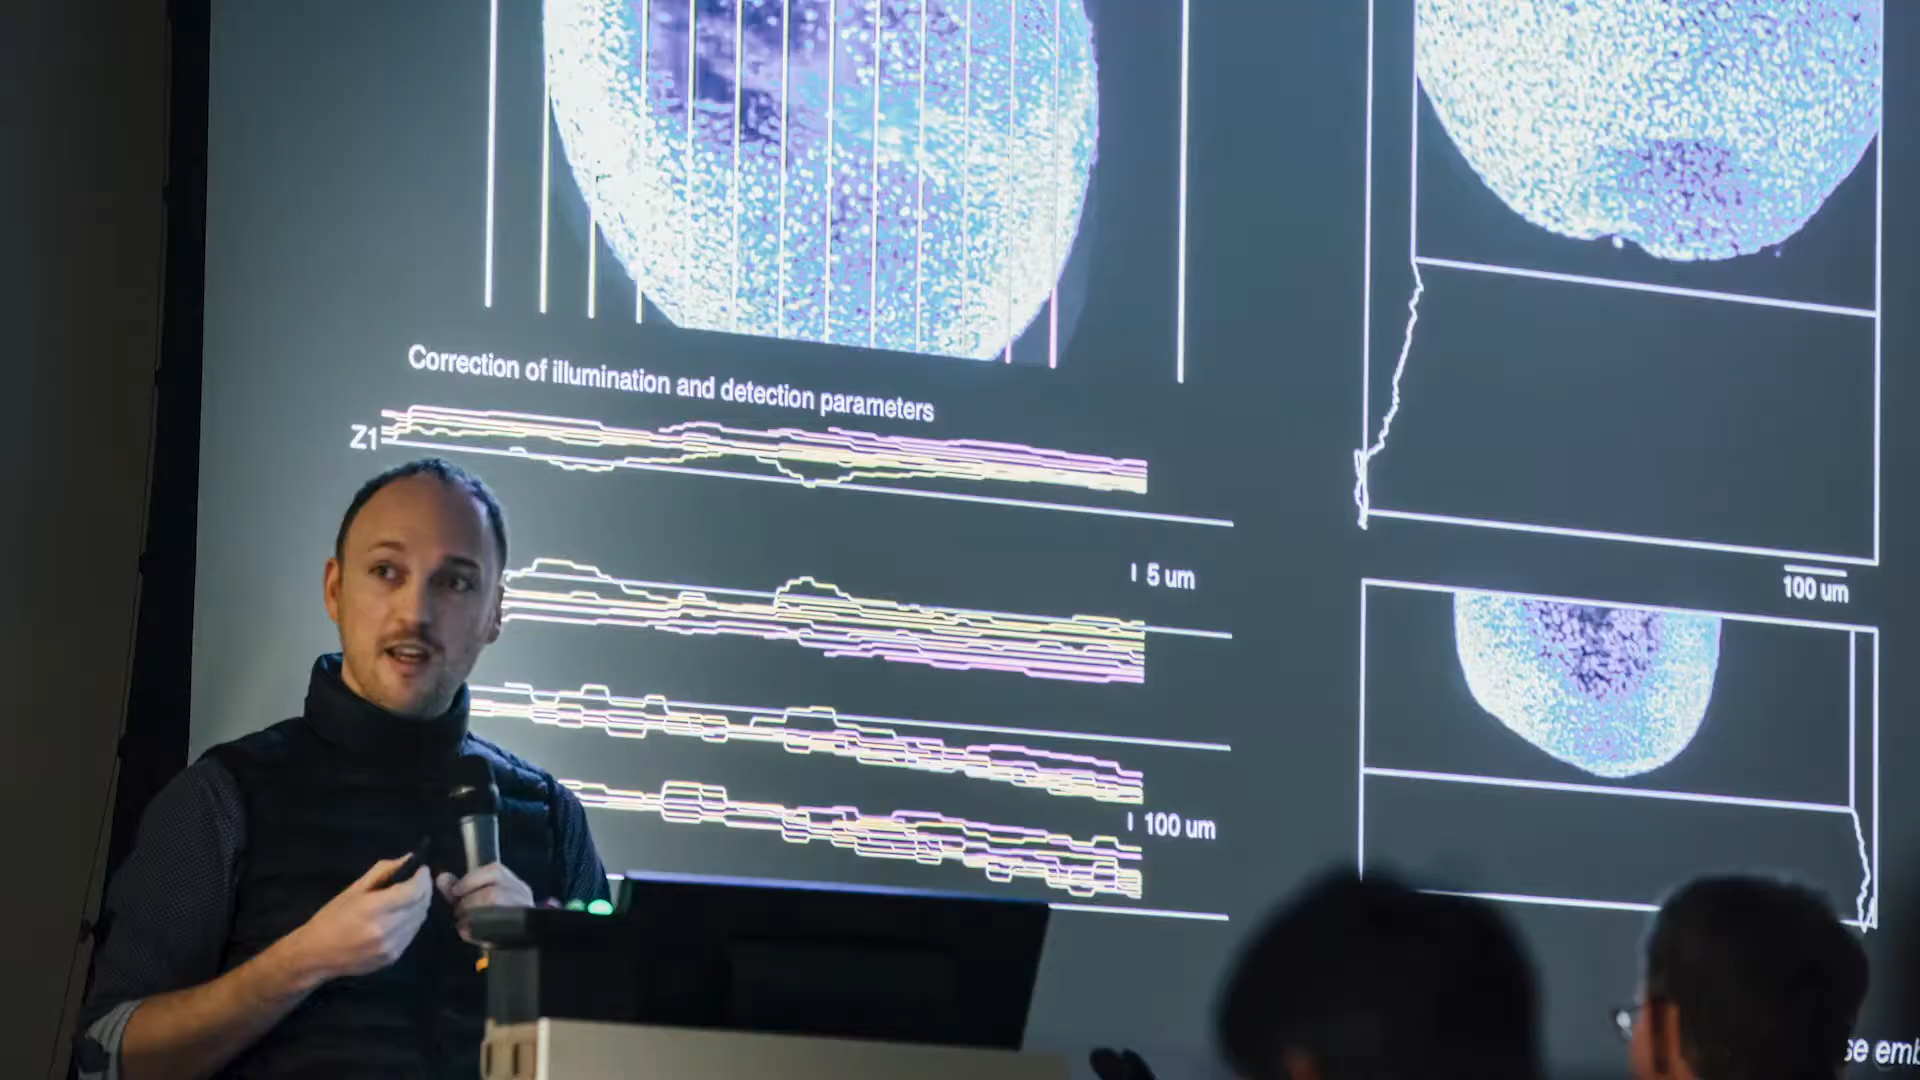 Correction of illumination and detection parameters
Z1
5 um
100 um
100 um